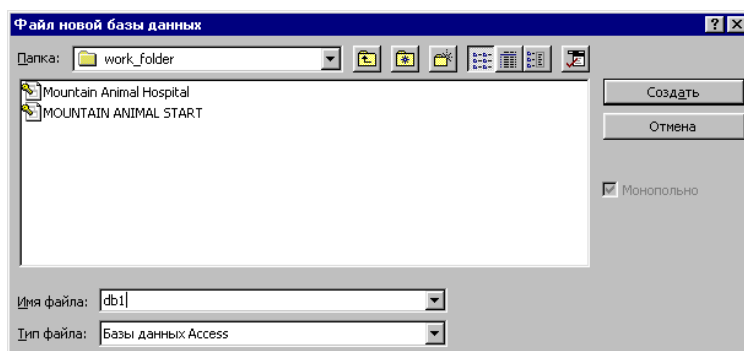 Файл новой базы данных
Папка: work_folder
Mountain Animal Hospital
MOUNTAIN ANIMAL START
Создать
Отмена
Монопольно
Имя файла: db1
Тип файла: Базы данных Access